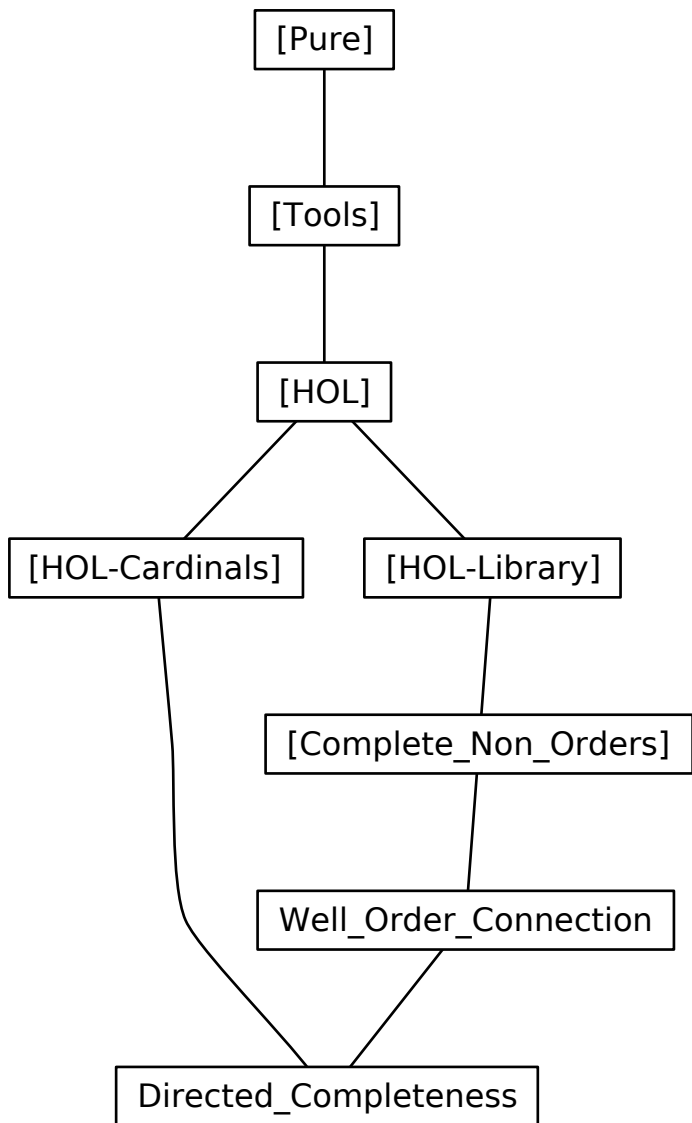 [Pure]
[Tools]
[HOL]
[HOL-Cardinals]
[HOL-Library]
[Complete_Non_Orders]
Well_Order_Connection
Directed_Completeness